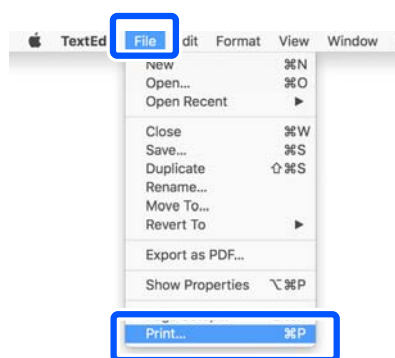 TextEd File dit Format View Window
New ⌘N
Open... ⌘O
Open Recent ▶
Close ⌘W
Save... ⌘S
Duplicate ⇧⌘S
Rename...
Move To...
Revert To ▶
Export as PDF...
Show Properties ⌥⌘P
Print... ⌘P